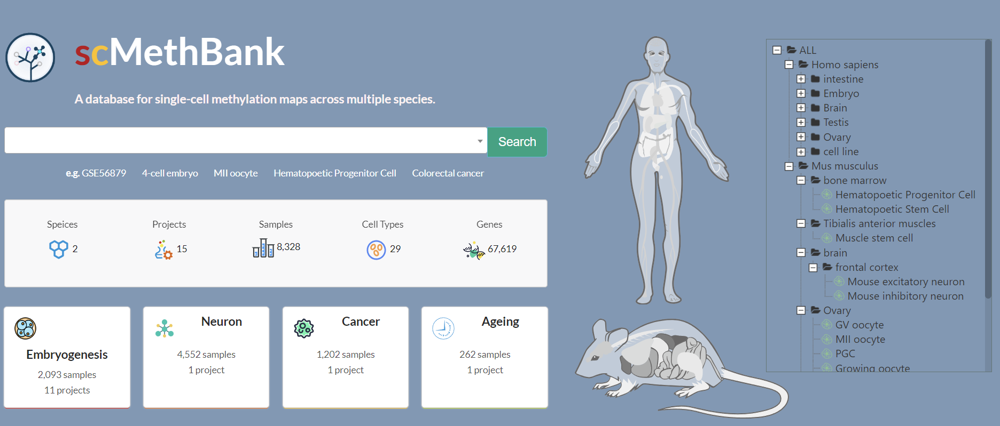 scMethBank
A database for single-cell methylation maps across multiple species.
Search
e.g. GSE56879 4-cell embryo MII oocyte Hematopoetic Progenitor Cell Colorectal cancer
Speices Projects Samples Cell Types Genes
2 15 8,328 29 67,619
Embryogenesis
2,093 samples
11 projects
Neuron
4,552 samples
1 project
Cancer
1,202 samples
1 project
Ageing
262 samples
1 project
ALL
Homo sapiens
intestine
Embryo
Brain
Testis
Ovary
cell line
Mus musculus
bone marrow
Hematopoetic Progenitor Cell
Hematopoetic Stem Cell
Tibialis anterior muscles
Muscle stem cell
brain
frontal cortex
Mouse excitatory neuron
Mouse inhibitory neuron
Ovary
GV oocyte
MII oocyte
PGC
Growing oocyte